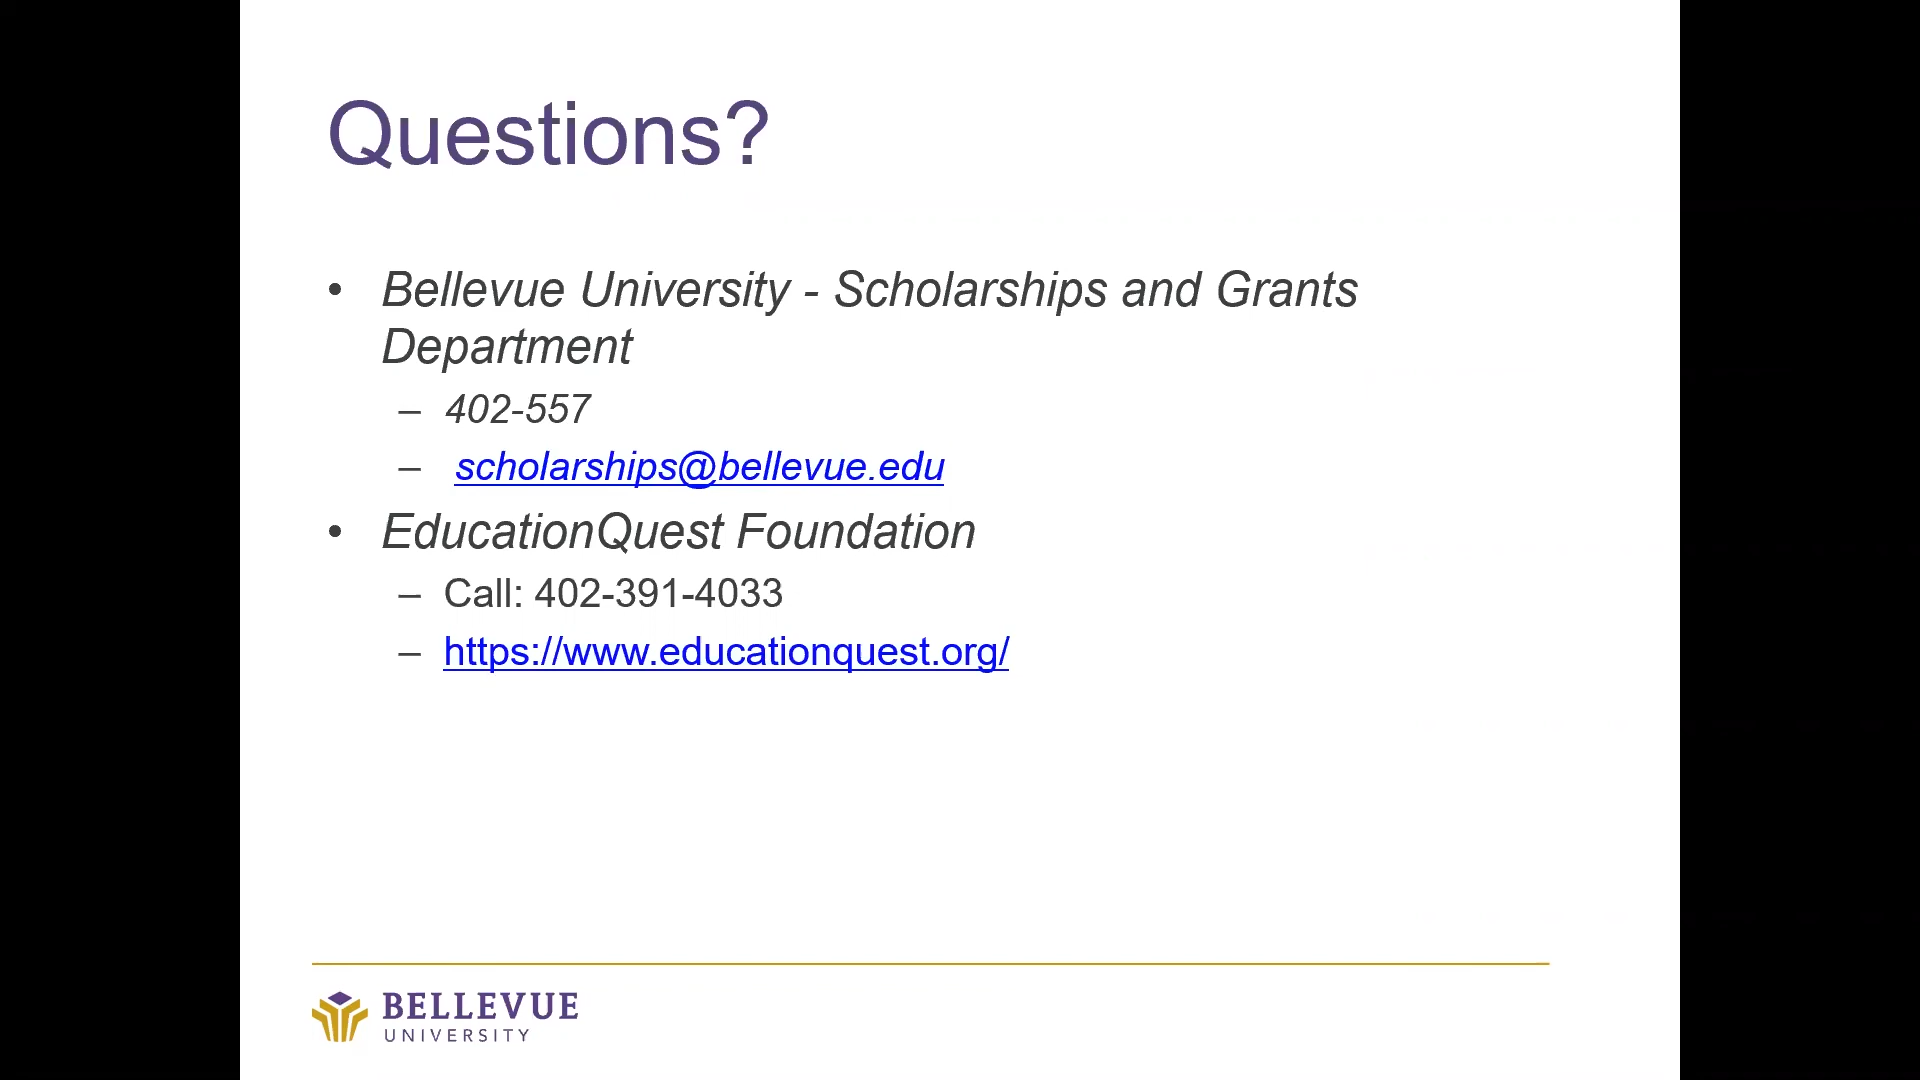 Questions?
• Bellevue University - Scholarships and Grants
Department
– 402-557
– scholarships@bellevue.edu
• EducationQuest Foundation
– Call: 402-391-4033
– https://www.educationquest.org/
BELLEVUE
UNIVERSITY